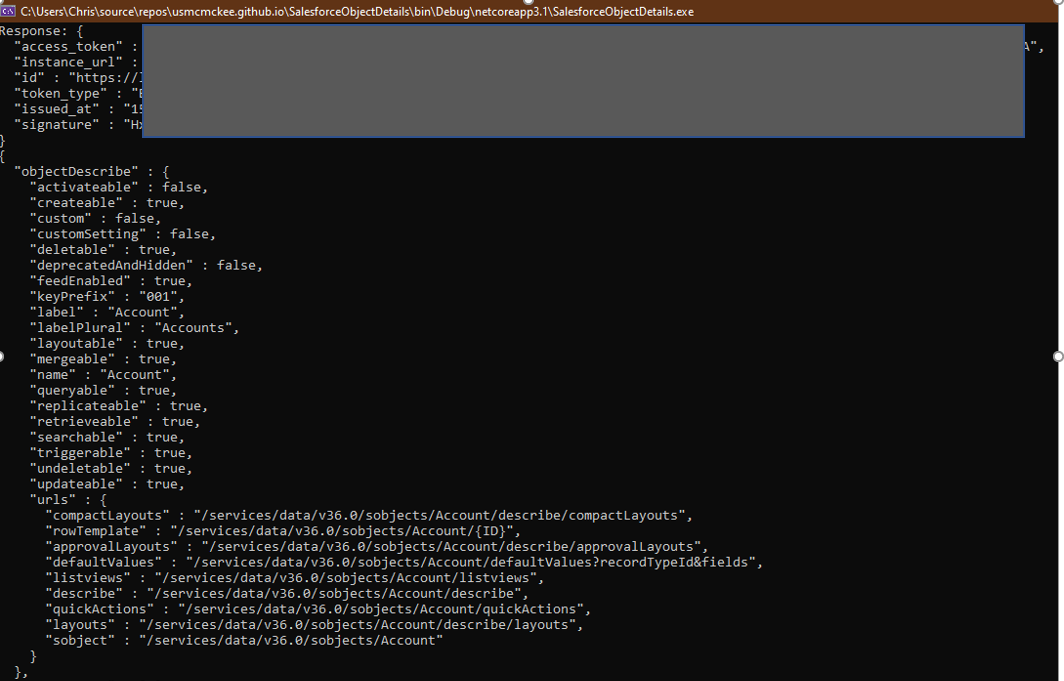 C:\Users\Chris\source\repos\usmcmckee.github.io\SalesforceObjectDetails\bin\Debug\netcoreapp3.1\SalesforceObjectDetails.exe
Response: {
  "access_token" : A",
  "instance_url" :
  "id" : "https://
  "token_type" : "
  "issued_at" : "15
  "signature" : "Hx
}
{
  "objectDescribe" : {
    "activateable" : false,
    "createable" : true,
    "custom" : false,
    "customSetting" : false,
    "deletable" : true,
    "deprecatedAndHidden" : false,
    "feedEnabled" : true,
    "keyPrefix" : "001",
    "label" : "Account",
    "labelPlural" : "Accounts",
    "layoutable" : true,
    "mergeable" : true,
    "name" : "Account",
    "queryable" : true,
    "replicateable" : true,
    "retrieveable" : true,
    "searchable" : true,
    "triggerable" : true,
    "undeletable" : true,
    "updateable" : true,
    "urls" : {
      "compactLayouts" : "/services/data/v36.0/sobjects/Account/describe/compactLayouts",
      "rowTemplate" : "/services/data/v36.0/sobjects/Account/{ID}",
      "approvalLayouts" : "/services/data/v36.0/sobjects/Account/describe/approvalLayouts",
      "defaultValues" : "/services/data/v36.0/sobjects/Account/defaultValues?recordTypeId&fields",
      "listviews" : "/services/data/v36.0/sobjects/Account/listviews",
      "describe" : "/services/data/v36.0/sobjects/Account/describe",
      "quickActions" : "/services/data/v36.0/sobjects/Account/quickActions",
      "layouts" : "/services/data/v36.0/sobjects/Account/describe/layouts",
      "sobject" : "/services/data/v36.0/sobjects/Account"
    }
  },